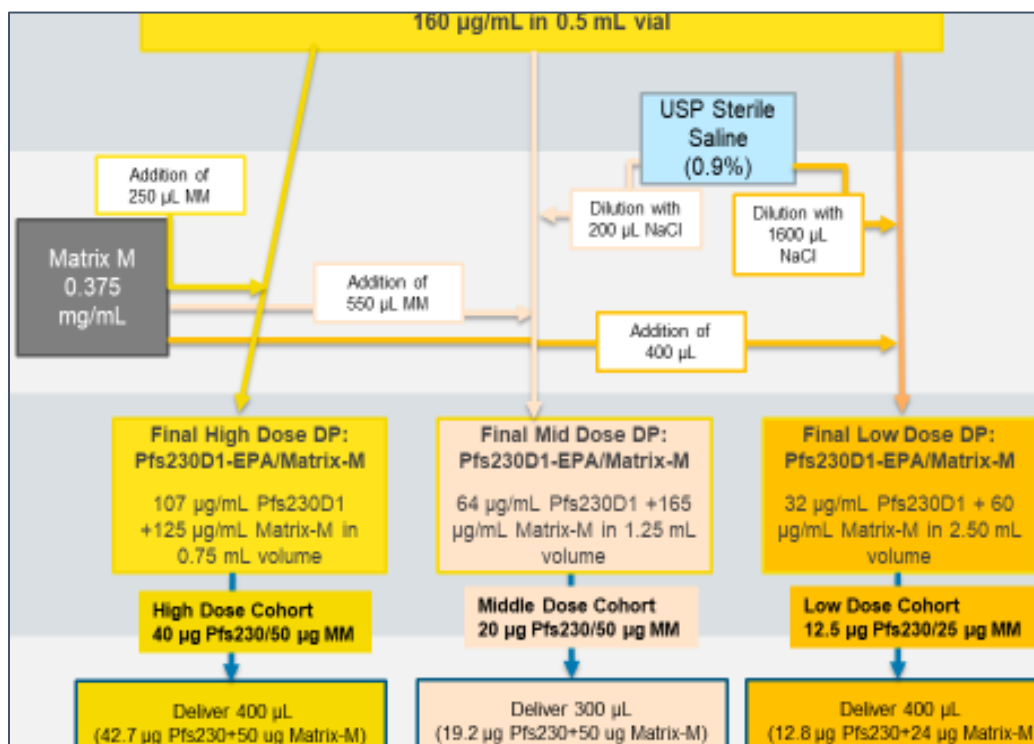 160 µg/mL in 0.5 mL vial
USP Sterile
Saline
(0.9%)
Addition of
250 µL MM
Dilution with
200 µL NaCl
Dilution with
1600 µL
NaCl
Matrix M
0.375
mg/mL
Addition of
550 µL MM
Addition of
400 µL
Final High Dose DP:
Pfs230D1-EPA/Matrix-M
107 µg/mL Pfs230D1
+125 µg/mL Matrix-M in
0.75 mL volume
Final Mid Dose DP:
Pfs230D1-EPA/Matrix-M
64 µg/mL Pfs230D1 +165
µg/mL Matrix-M in 1.25 mL
volume
Final Low Dose DP:
Pfs230D1-EPA/Matrix-M
32 µg/mL Pfs230D1 + 60
µg/mL Matrix-M in 2.50 mL
volume
High Dose Cohort
40 µg Pfs230/50 µg MM
Middle Dose Cohort
20 µg Pfs230/50 µg MM
Low Dose Cohort
12.5 µg Pfs230/25 µg MM
Deliver 400 µL
(42.7 µg Pfs230+50 ug Matrix-M)
Deliver 300 µL
(19.2 µg Pfs230+50 ug Matrix-M)
Deliver 400 µL
(12.8 µg Pfs230+24 µg Matrix-M